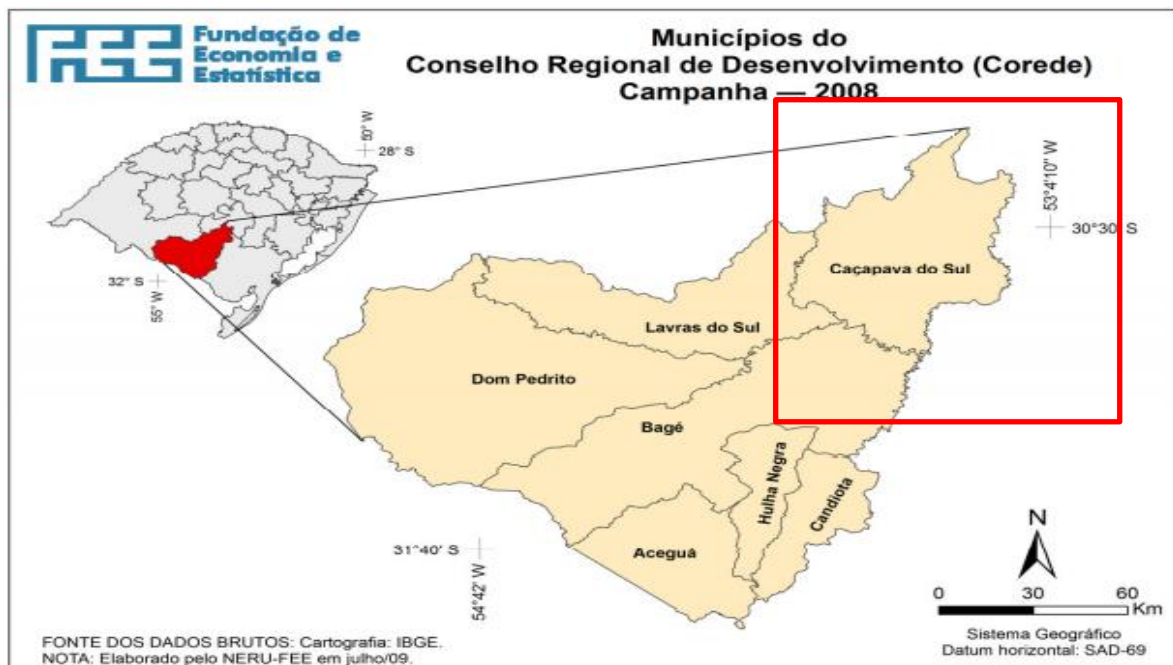 FEE
Fundação de
Economia e
Estatística
Municípios do
Conselho Regional de Desenvolvimento (Corede)
Campanha — 2008
50° W
28° S
32° S
55° W
53°4'10" W
30°30' S
Caçapava do Sul
Lavras do Sul
Dom Pedrito
Bagé
Hulha Negra
Candiota
Aceguá
31°40' S
54°42' W
N
0 30 60
Km
Sistema Geográfico
Datum horizontal: SAD-69
FONTE DOS DADOS BRUTOS: Cartografia: IBGE.
NOTA: Elaborado pelo NERU-FEE em julho/09.